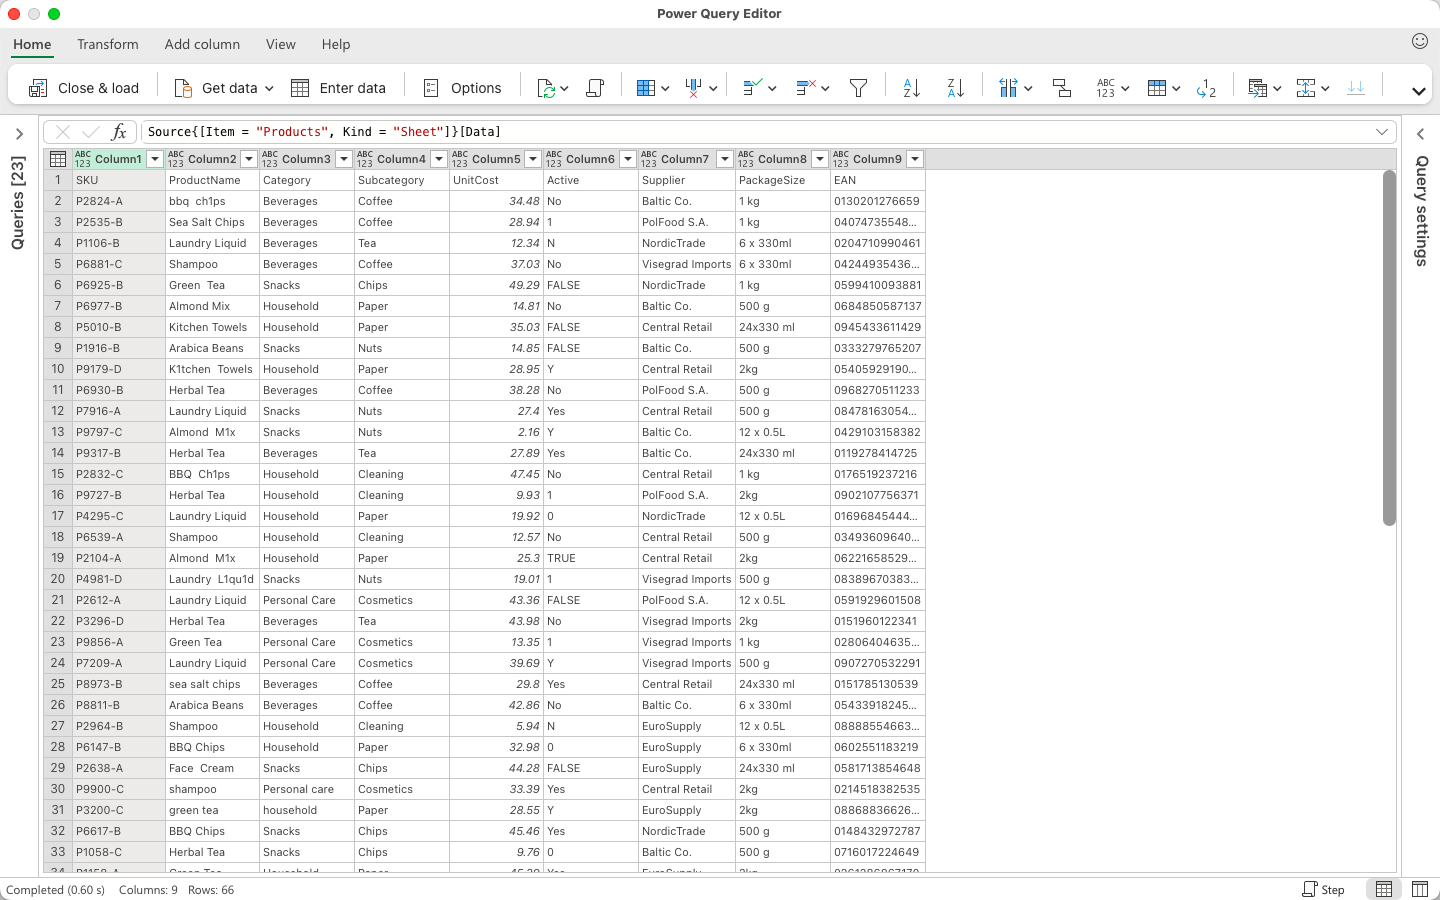 Power Query Editor
Home Transform Add column View Help
Close & load Get data Enter data Options ABC 123
Queries [23]
fx Source{[Item = "Products", Kind = "Sheet"]}[Data]
Query settings
ABC 123 Column1 ABC 123 Column2 ABC 123 Column3 ABC 123 Column4 ABC 123 Column5 ABC 123 Column6 ABC 123 Column7 ABC 123 Column8 ABC 123 Column9
1 SKU ProductName Category Subcategory UnitCost Active Supplier PackageSize EAN
2 P2824-A bbq  ch1ps Beverages Coffee 34.48 No Baltic Co. 1 kg 0130201276659
3 P2535-B Sea Salt Chips Beverages Coffee 28.94 1 PolFood S.A. 1 kg 04074735548...
4 P1106-B Laundry Liquid Beverages Tea 12.34 N NordicTrade 6 x 330ml 0204710990461
5 P6881-C Shampoo Beverages Coffee 37.03 No Visegrad Imports 6 x 330ml 04244935436...
6 P6925-B Green  Tea Snacks Chips 49.29 FALSE NordicTrade 1 kg 0599410093881
7 P6977-B Almond Mix Household Paper 14.81 No Baltic Co. 500 g 0684850587137
8 P5010-B Kitchen Towels Household Paper 35.03 FALSE Central Retail 24x330 ml 0945433611429
9 P1916-B Arabica Beans Snacks Nuts 14.85 FALSE Baltic Co. 500 g 0333279765207
10 P9179-D K1tchen  Towels Household Paper 28.95 Y Central Retail 2kg 05405929190...
11 P6930-B Herbal Tea Beverages Coffee 38.28 No PolFood S.A. 500 g 0968270511233
12 P7916-A Laundry Liquid Snacks Nuts 27.4 Yes Central Retail 500 g 08478163054...
13 P9797-C Almond  M1x Snacks Nuts 2.16 Y Baltic Co. 12 x 0.5L 0429103158382
14 P9317-B Herbal Tea Beverages Tea 27.89 Yes Baltic Co. 24x330 ml 0119278414725
15 P2832-C BBQ  Ch1ps Household Cleaning 47.45 No Central Retail 1 kg 0176519237216
16 P9727-B Herbal Tea Household Cleaning 9.93 1 PolFood S.A. 2kg 0902107756371
17 P4295-C Laundry Liquid Household Paper 19.92 0 NordicTrade 12 x 0.5L 01696845444...
18 P6539-A Shampoo Household Cleaning 12.57 No Central Retail 500 g 03493609640...
19 P2104-A Almond  M1x Household Paper 25.3 TRUE Central Retail 2kg 06221658529...
20 P4981-D Laundry  L1qu1d Snacks Nuts 19.01 1 Visegrad Imports 500 g 08389670383...
21 P2612-A Laundry Liquid Personal Care Cosmetics 43.36 FALSE PolFood S.A. 12 x 0.5L 0591929601508
22 P3296-D Herbal Tea Beverages Tea 43.98 No Visegrad Imports 2kg 0151960122341
23 P9856-A Green Tea Personal Care Cosmetics 13.35 1 Visegrad Imports 1 kg 02806404635...
24 P7209-A Laundry Liquid Personal Care Cosmetics 39.69 Y Visegrad Imports 500 g 0907270532291
25 P8973-B sea salt chips Beverages Coffee 29.8 Yes Central Retail 24x330 ml 0151785130539
26 P8811-B Arabica Beans Beverages Coffee 42.86 No Baltic Co. 6 x 330ml 05433918245...
27 P2964-B Shampoo Household Cleaning 5.94 N EuroSupply 12 x 0.5L 08888554663...
28 P6147-B BBQ Chips Household Paper 32.98 0 EuroSupply 6 x 330ml 0602551183219
29 P2638-A Face  Cream Snacks Chips 44.28 FALSE EuroSupply 24x330 ml 0581713854648
30 P9900-C shampoo Personal care Cosmetics 33.39 Yes Central Retail 2kg 0214518382535
31 P3200-C green tea household Paper 28.55 Y EuroSupply 2kg 08868836626...
32 P6617-B BBQ Chips Snacks Chips 45.46 Yes NordicTrade 500 g 0148432972787
33 P1058-C Herbal Tea Snacks Chips 9.76 0 Baltic Co. 500 g 0716017224649
Completed (0.60 s) Columns: 9 Rows: 66 Step